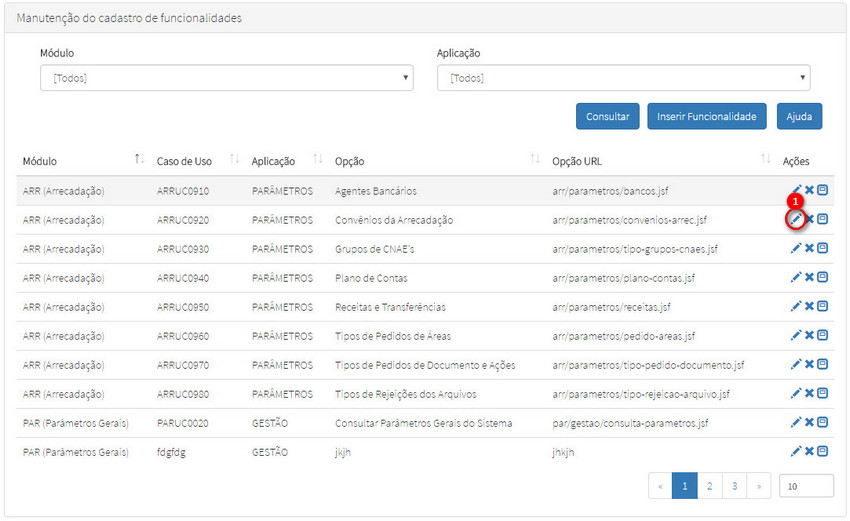 Manutenção do cadastro de funcionalidades
Módulo Aplicação
[Todos] [Todos]
Consultar Inserir Funcionalidade Ajuda
Módulo Caso de Uso Aplicação Opção Opção URL Ações
ARR (Arrecadação) ARRUC0910 PARÂMETROS Agentes Bancários arr/parametros/bancos.jsf
1
ARR (Arrecadação) ARRUC0920 PARÂMETROS Convênios da Arrecadação arr/parametros/convenios-arrec.jsf
ARR (Arrecadação) ARRUC0930 PARÂMETROS Grupos de CNAE's arr/parametros/tipo-grupos-cnaes.jsf
ARR (Arrecadação) ARRUC0940 PARÂMETROS Plano de Contas arr/parametros/plano-contas.jsf
ARR (Arrecadação) ARRUC0950 PARÂMETROS Receitas e Transferências arr/parametros/receitas.jsf
ARR (Arrecadação) ARRUC0960 PARÂMETROS Tipos de Pedidos de Áreas arr/parametros/pedido-areas.jsf
ARR (Arrecadação) ARRUC0970 PARÂMETROS Tipos de Pedidos de Documento e Ações arr/parametros/tipo-pedido-documento.jsf
ARR (Arrecadação) ARRUC0980 PARÂMETROS Tipos de Rejeições dos Arquivos arr/parametros/tipo-rejeicao-arquivo.jsf
PAR (Parâmetros Gerais) PARUC0020 GESTÃO Consultar Parâmetros Gerais do Sistema par/gestao/consulta-parametros.jsf
PAR (Parâmetros Gerais) fdgfdg GESTÃO jkjh jhkjh
« 1 2 3 » 10